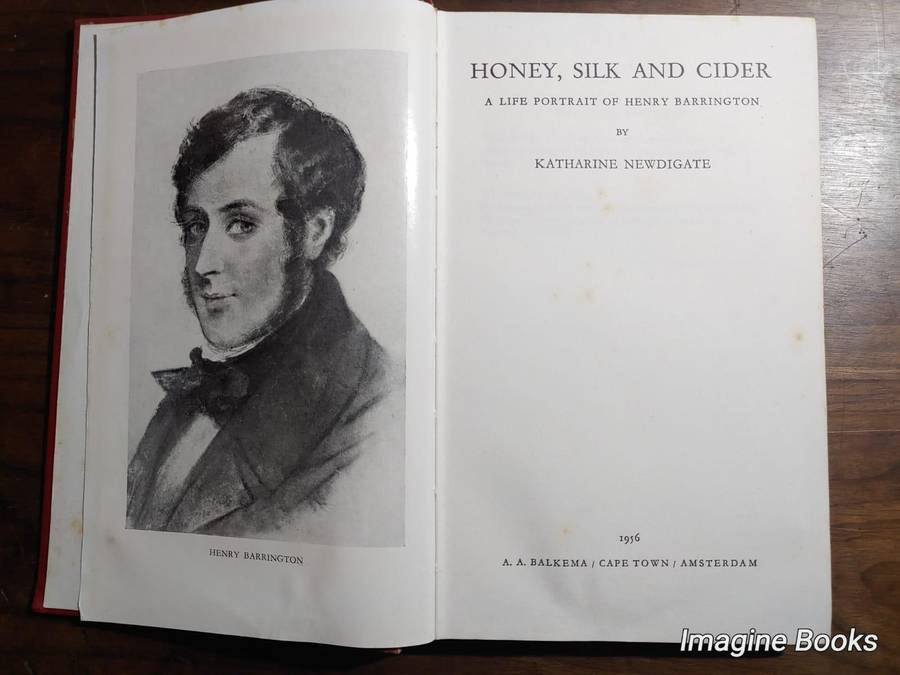 HENRY BARRINGTON
HONEY, SILK AND CIDER
A LIFE PORTRAIT OF HENRY BARRINGTON
BY
KATHARINE NEWDIGATE
1956
A. A. BALKEMA / CAPE TOWN / AMSTERDAM
Imagine Books